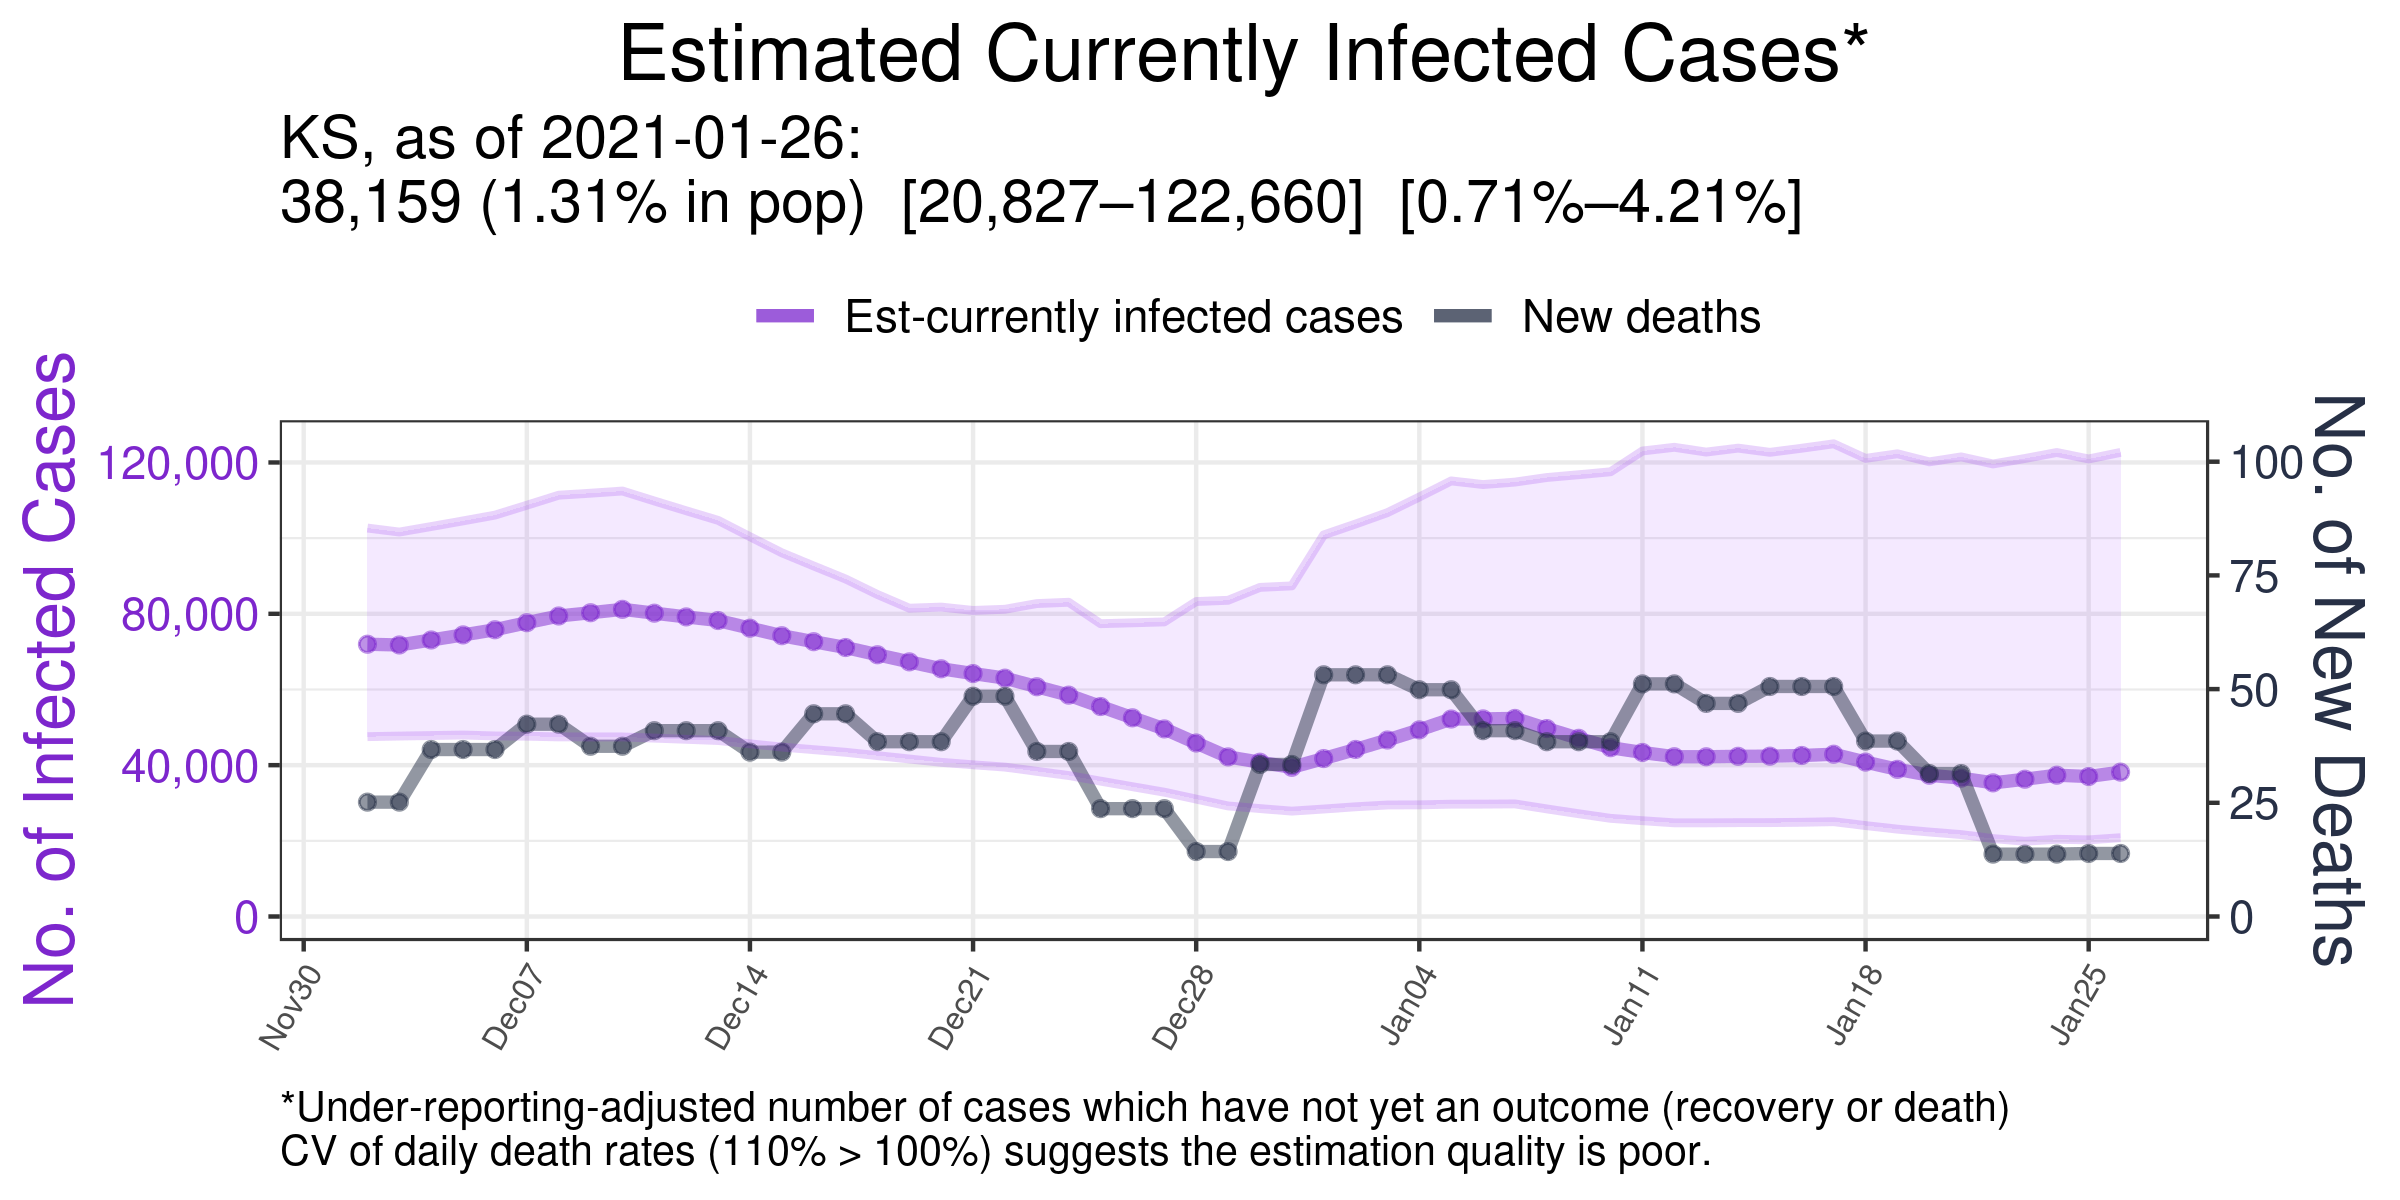 Estimated Currently Infected Cases*
KS, as of 2021-01-26:
38,159 (1.31% in pop)  [20,827–122,660]  [0.71%–4.21%]
Est-currently infected cases
New deaths
No. of Infected Cases
120,000
80,000
40,000
0
100
75
50
25
0
No. of New Deaths
Nov30
Dec07
Dec14
Dec21
Dec28
Jan04
Jan11
Jan18
Jan25
*Under-reporting-adjusted number of cases which have not yet an outcome (recovery or death)
CV of daily death rates (110% > 100%) suggests the estimation quality is poor.